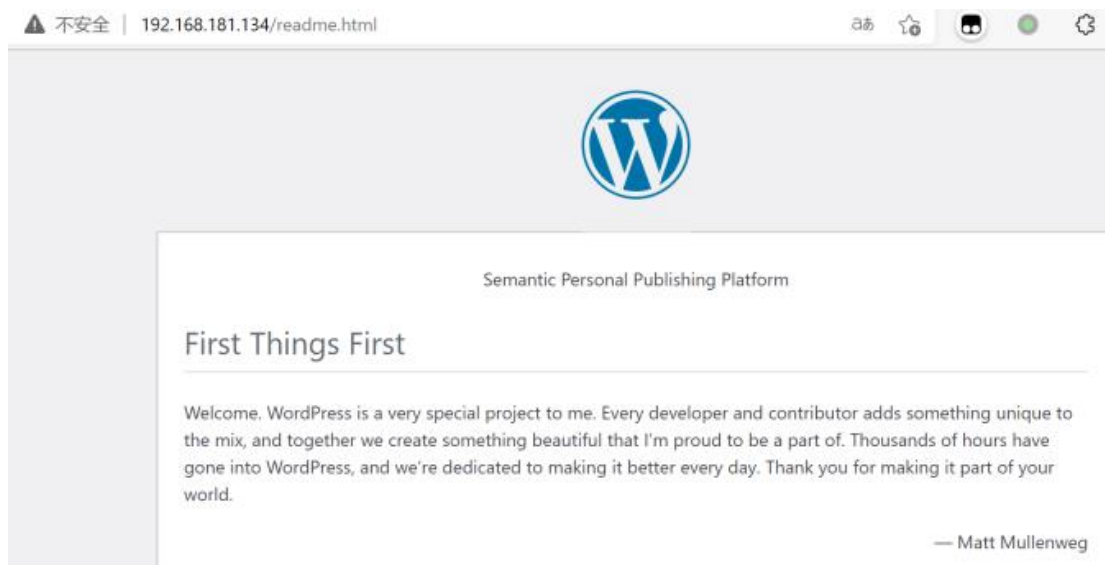 不安全 | 192.168.181.134/readme.html aあ
Semantic Personal Publishing Platform
First Things First
Welcome. WordPress is a very special project to me. Every developer and contributor adds something unique to
the mix, and together we create something beautiful that I'm proud to be a part of. Thousands of hours have
gone into WordPress, and we're dedicated to making it better every day. Thank you for making it part of your
world.
— Matt Mullenweg